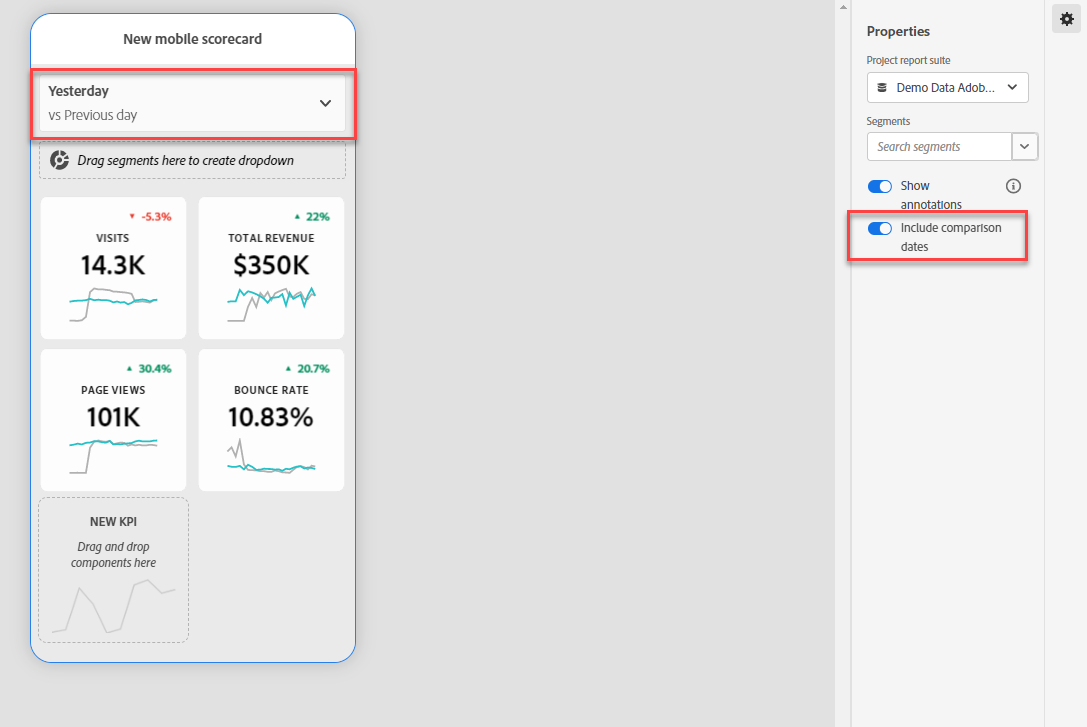 New mobile scorecard
Yesterday
vs Previous day
Drag segments here to create dropdown
▼ -5.3%
VISITS
14.3K
▲ 22%
TOTAL REVENUE
$350K
▲ 30.4%
PAGE VIEWS
101K
▲ 20.7%
BOUNCE RATE
10.83%
NEW KPI
Drag and drop
components here
Properties
Project report suite
Demo Data Adob...
Segments
Search segments
Show
annotations
Include comparison
dates